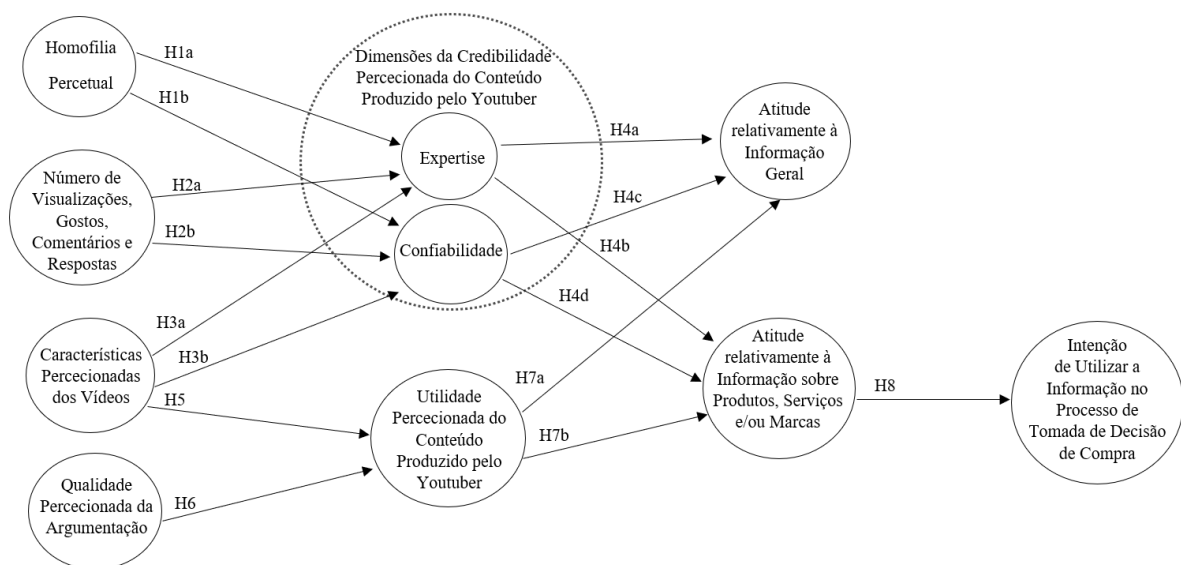 Homofilia
Percetual
H1a
H1b
Dimensões da Credibilidade
Percecionada do Conteúdo
Produzido pelo Youtuber
Expertise
H4a
Atitude
relativamente à
Informação
Geral
Número de
Visualizações,
Gostos,
Comentários e
Respostas
H2a
H2b
Confiabilidade
H4c
H4b
H4d
H3a
H3b
Características
Percecionadas
dos Vídeos
H5
Utilidade
Percecionada do
Conteúdo
Produzido pelo
Youtuber
H7a
H7b
Atitude
relativamente à
Informação sobre
Produtos, Serviços
e/ou Marcas
H8
Intenção
de Utilizar a
Informação no
Processo de
Tomada de Decisão
de Compra
Qualidade
Percecionada da
Argumentação
H6